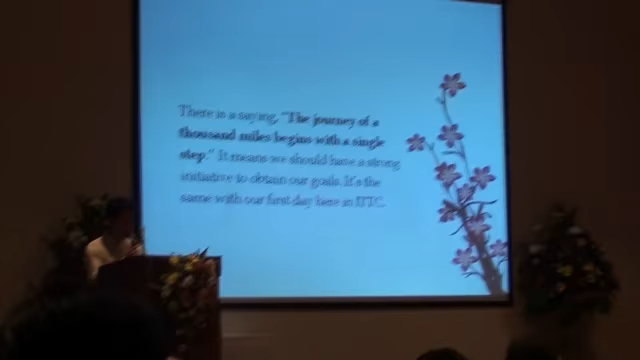 There is a saying, "The journey of a
thousand miles begins with a single
step." It means we should have a strong
initiative to obtain our goals. It's the
same with our first day here in